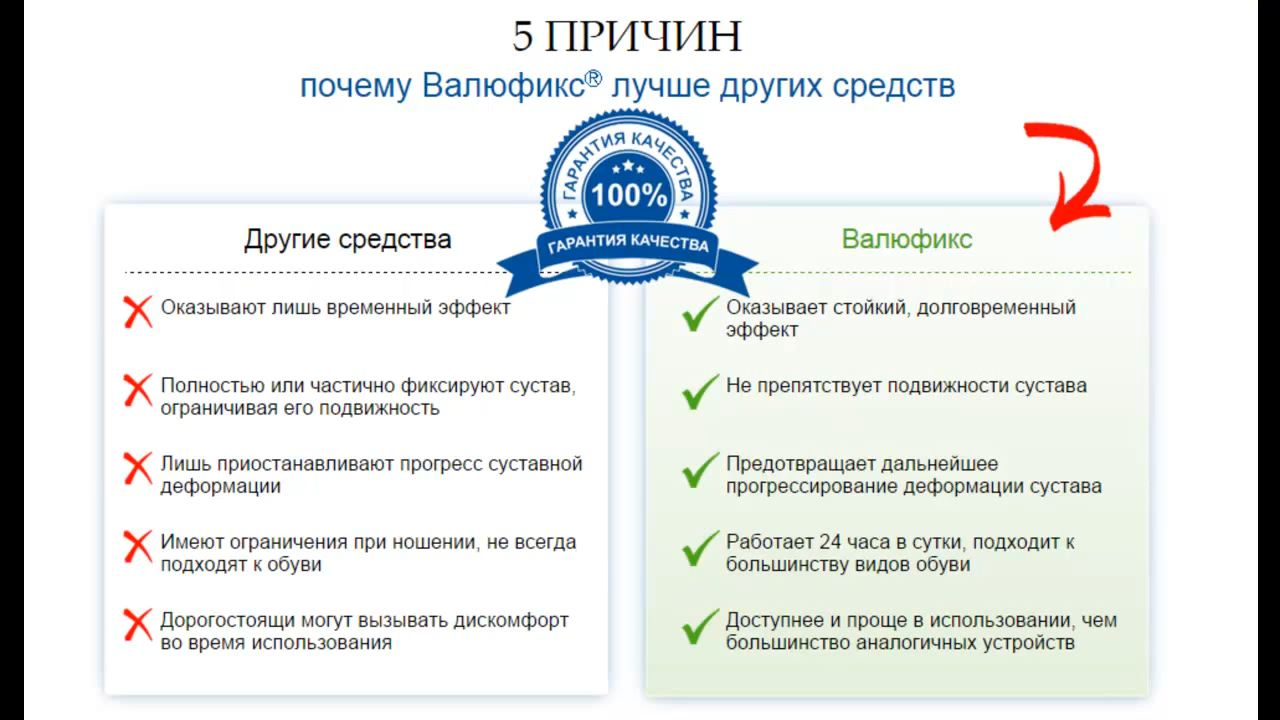 5 ПРИЧИН
почему Валюфикс® лучше других средств
ГАРАНТИЯ КАЧЕСТВА
100%
ГАРАНТИЯ КАЧЕСТВА
Другие средства
Оказывают лишь временный эффект
Полностью или частично фиксируют сустав,
ограничивая его подвижность
Лишь приостанавливают прогресс суставной
деформации
Имеют ограничения при ношении, не всегда
подходят к обуви
Дорогостоящи могут вызывать дискомфорт
во время использования
Валюфикс
Оказывает стойкий, долговременный
эффект
Не препятствует подвижности сустава
Предотвращает дальнейшее
прогрессирование деформации сустава
Работает 24 часа в сутки, подходит к
большинству видов обуви
Доступнее и проще в использовании, чем
большинство аналогичных устройств